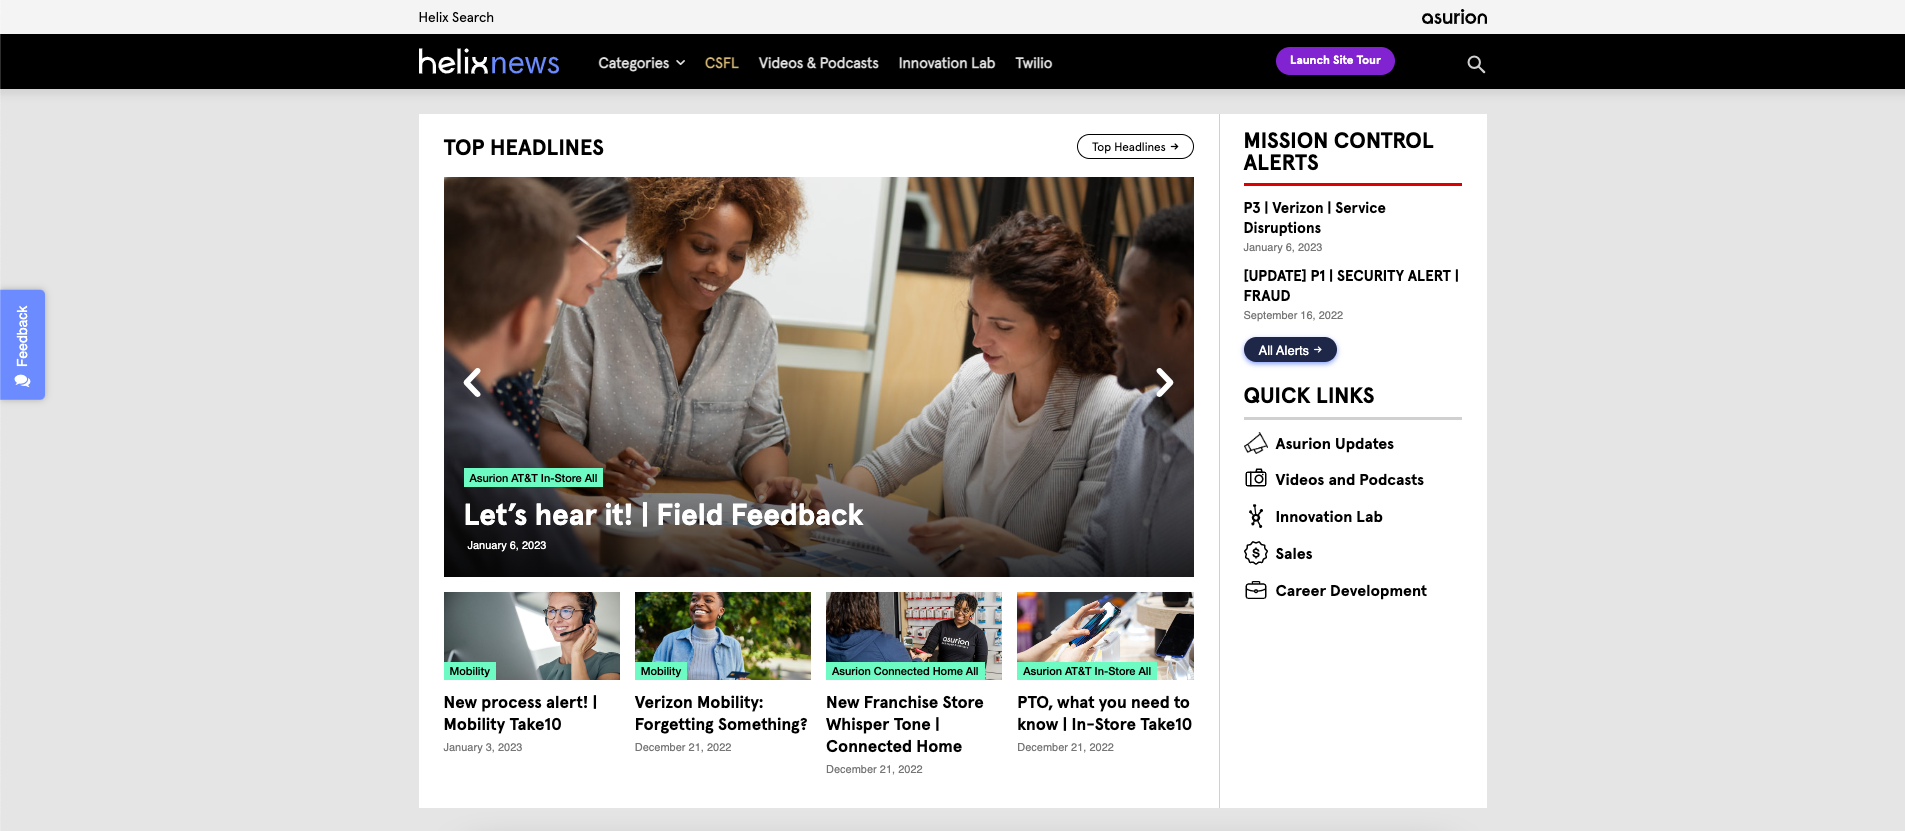 Helix Search
asurion
helixnews
Categories
CSFL
Videos & Podcasts
Innovation Lab
Twilio
Launch Site Tour
Feedback
TOP HEADLINES
Top Headlines →
Asurion AT&T In-Store All
Let's hear it! | Field Feedback
January 6, 2023
Mobility
New process alert! |
Mobility Take10
January 3, 2023
Mobility
Verizon Mobility:
Forgetting Something?
December 21, 2022
asurion
Asurion Connected Home All
New Franchise Store
Whisper Tone |
Connected Home
December 21, 2022
Asurion AT&T In-Store All
PTO, what you need to
know | In-Store Take10
December 21, 2022
MISSION CONTROL
ALERTS
P3 | Verizon | Service
Disruptions
January 6, 2023
[UPDATE] P1 | SECURITY ALERT |
FRAUD
September 16, 2022
All Alerts →
QUICK LINKS
Asurion Updates
Videos and Podcasts
Innovation Lab
Sales
Career Development